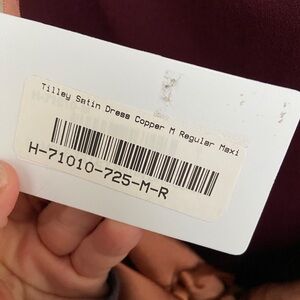 Tilley Satin Dress Copper M Regular Maxi
H-71010-725-M-R